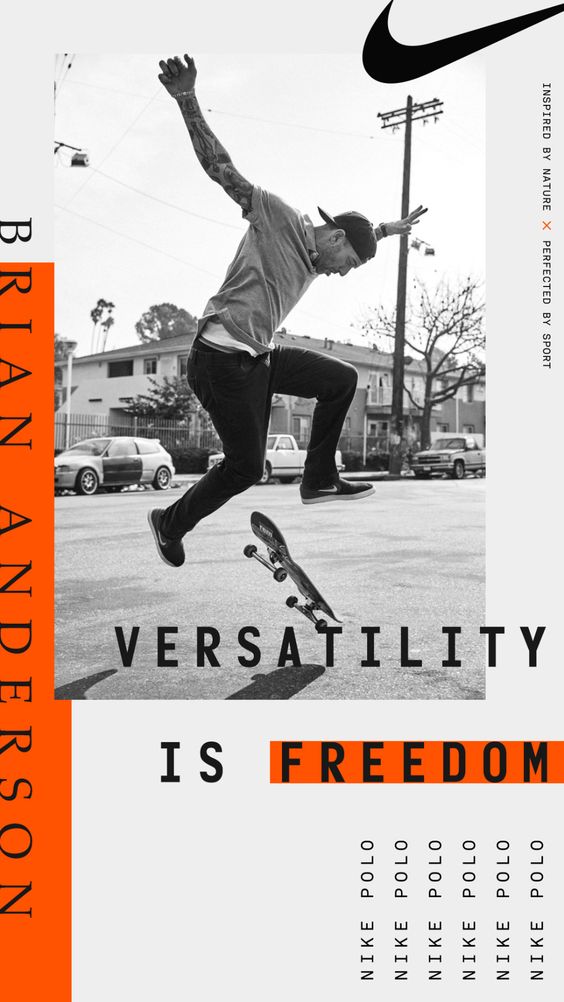 INSPIRED BY NATURE X PERFECTED BY SPORT
BRIAN ANDERSON
VERSATILITY
IS FREEDOM
NIKE POLO
NIKE POLO
NIKE POLO
NIKE POLO
NIKE POLO
NIKE POLO